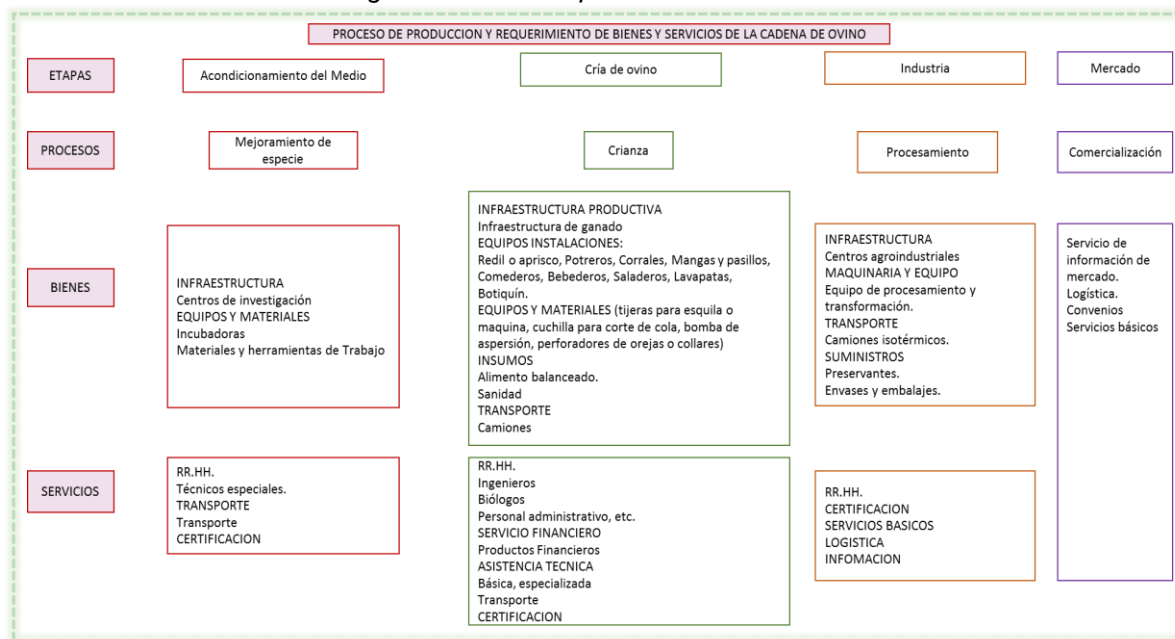 PROCESO DE PRODUCCION Y REQUERIMIENTO DE BIENES Y SERVICIOS DE LA CADENA DE OVINO
ETAPAS
Acondicionamiento del Medio
Cría de ovino
Industria
Mercado
PROCESOS
Mejoramiento de
especie
Crianza
Procesamiento
Comercialización
BIENES
INFRAESTRUCTURA
Centros de investigación
EQUIPOS Y MATERIALES
Incubadoras
Materiales y herramientas de Trabajo
INFRAESTRUCTURA PRODUCTIVA
Infraestructura de ganado
EQUIPOS INSTALACIONES:
Redil o aprisco, Potreros, Corrales, Mangas y pasillos,
Comederos, Bebederos, Saladeros, Lavapatas,
Botiquín.
EQUIPOS Y MATERIALES (tijeras para esquila o
maquina, cuchilla para corte de cola, bomba de
aspersión, perforadores de orejas o collares)
INSUMOS
Alimento balanceado.
Sanidad
TRANSPORTE
Camiones
INFRAESTRUCTURA
Centros agroindustriales
MAQUINARIA Y EQUIPO
Equipo de procesamiento y
transformación.
TRANSPORTE
Camiones isotérmicos.
SUMINISTROS
Preservantes.
Envases y embalajes.
Servicio de
información de
mercado.
Logística.
Convenios
Servicios básicos
SERVICIOS
RR.HH.
Técnicos especiales.
TRANSPORTE
Transporte
CERTIFICACION
RR.HH.
Ingenieros
Biólogos
Personal administrativo, etc.
SERVICIO FINANCIERO
Productos Financieros
ASISTENCIA TECNICA
Básica, especializada
Transporte
CERTIFICACION
RR.HH.
CERTIFICACION
SERVICIOS BASICOS
LOGISTICA
INFOMACION